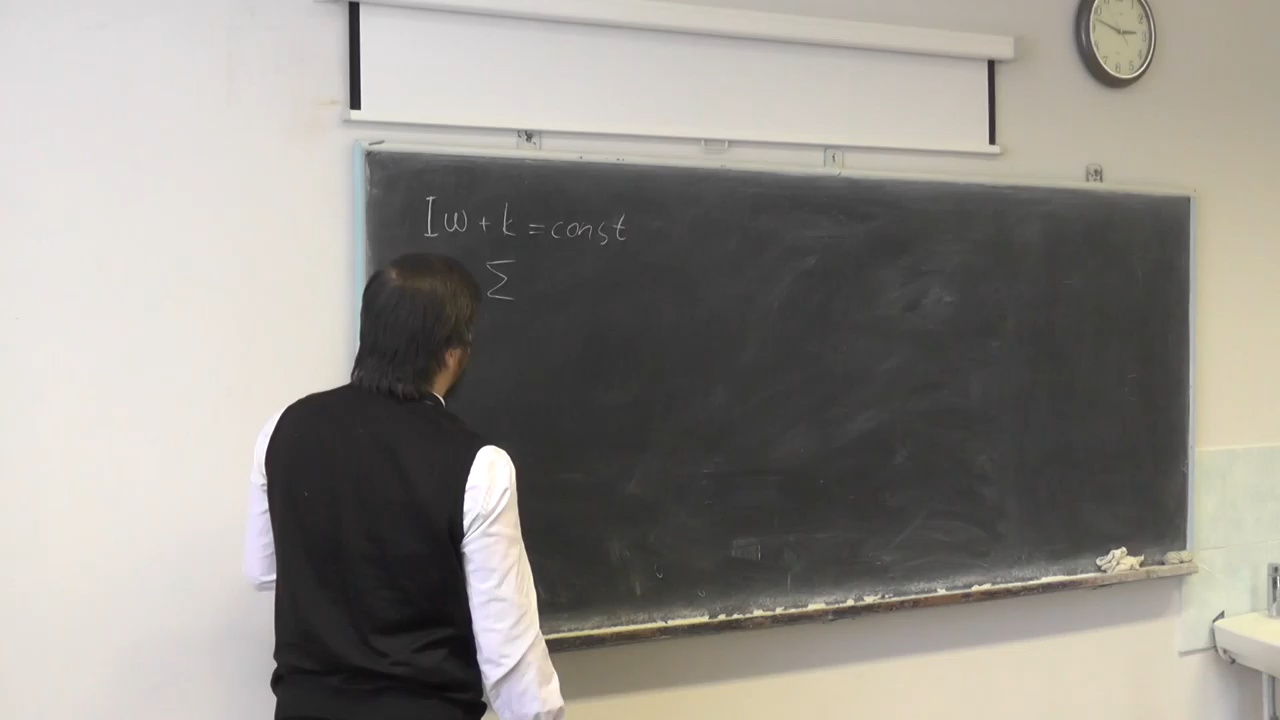 Iω + k = const
Σ